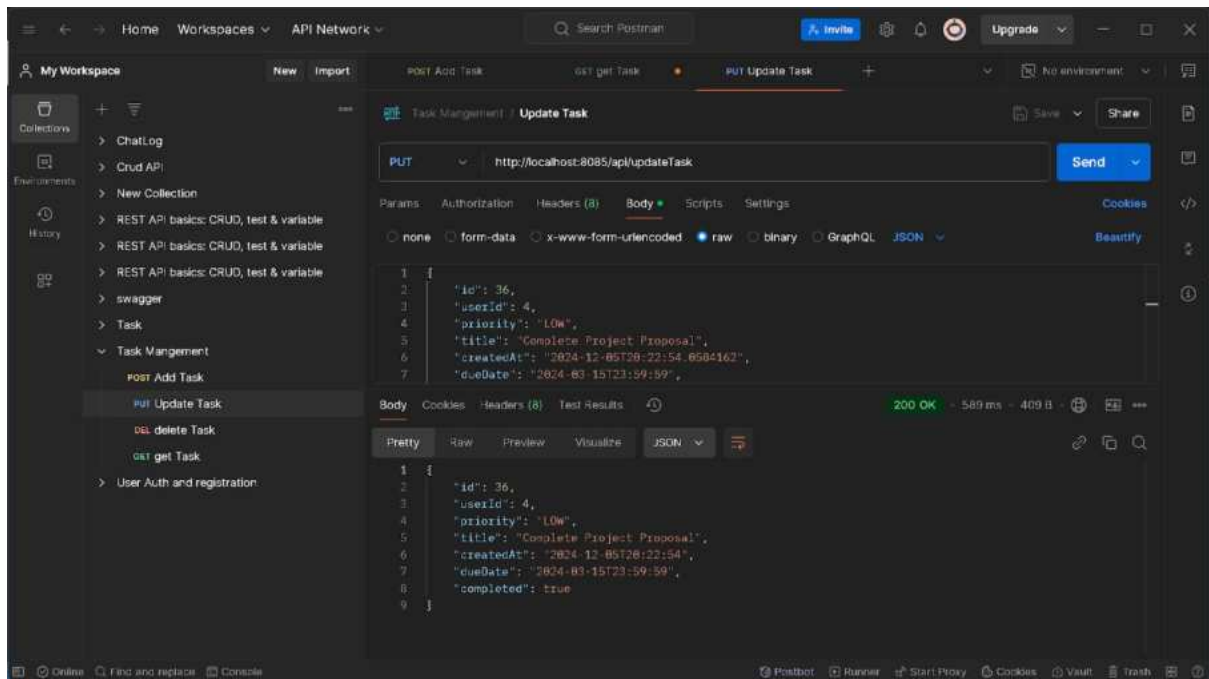 Home Workspaces API Network Search Postman Invite Upgrade
My Workspace New Import POST Add Task GET get Task PUT Update Task No environment
Collections
Environments
History
ChatLog
Crud API
New Collection
REST API basics: CRUD, test & variable
REST API basics: CRUD, test & variable
REST API basics: CRUD, test & variable
swagger
Task
Task Mangement
POST Add Task
PUT Update Task
DEL delete Task
GET get Task
User Auth and registration
HTTP Task Mangement / Update Task Save Share
PUT http://localhost:8085/api/updateTask Send
Params Authorization Headers (8) Body Scripts Settings Cookies
none form-data x-www-form-urlencoded raw binary GraphQL JSON Beautify
1 {
2 "id": 36,
3 "userId": 4,
4 "priority": "LOW",
5 "title": "Complete Project Proposal",
6 "createdAt": "2024-12-05T20:22:54.0584162",
7 "dueDate": "2024-03-15T23:59:59",
Body Cookies Headers (8) Test Results 200 OK 589 ms 409 B
Pretty Raw Preview Visualize JSON
1 {
2 "id": 36,
3 "userId": 4,
4 "priority": "LOW",
5 "title": "Complete Project Proposal",
6 "createdAt": "2024-12-05T20:22:54",
7 "dueDate": "2024-03-15T23:59:59",
8 "completed": true
9 }
Online Find and replace Console Postbot Runner Start Proxy Cookies Vault Trash